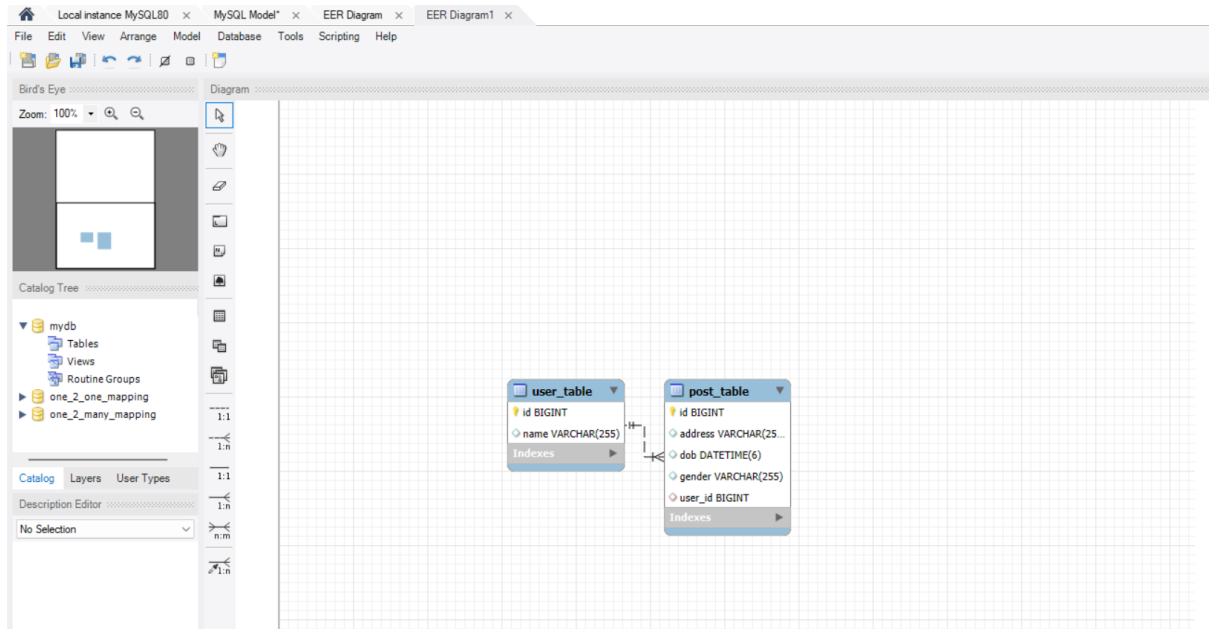 Local instance MySQL80 × MySQL Model* × EER Diagram × EER Diagram1 ×
File Edit View Arrange Model Database Tools Scripting Help
Bird's Eye
Diagram
Zoom: 100%
Catalog Tree
mydb
Tables
Views
Routine Groups
one_2_one_mapping
one_2_many_mapping
Catalog Layers User Types
Description Editor
No Selection
1:1
1:n
1:1
1:n
n:m
1:n
user_table
id BIGINT
name VARCHAR(255)
Indexes
post_table
id BIGINT
address VARCHAR(25...
dob DATETIME(6)
gender VARCHAR(255)
user_id BIGINT
Indexes